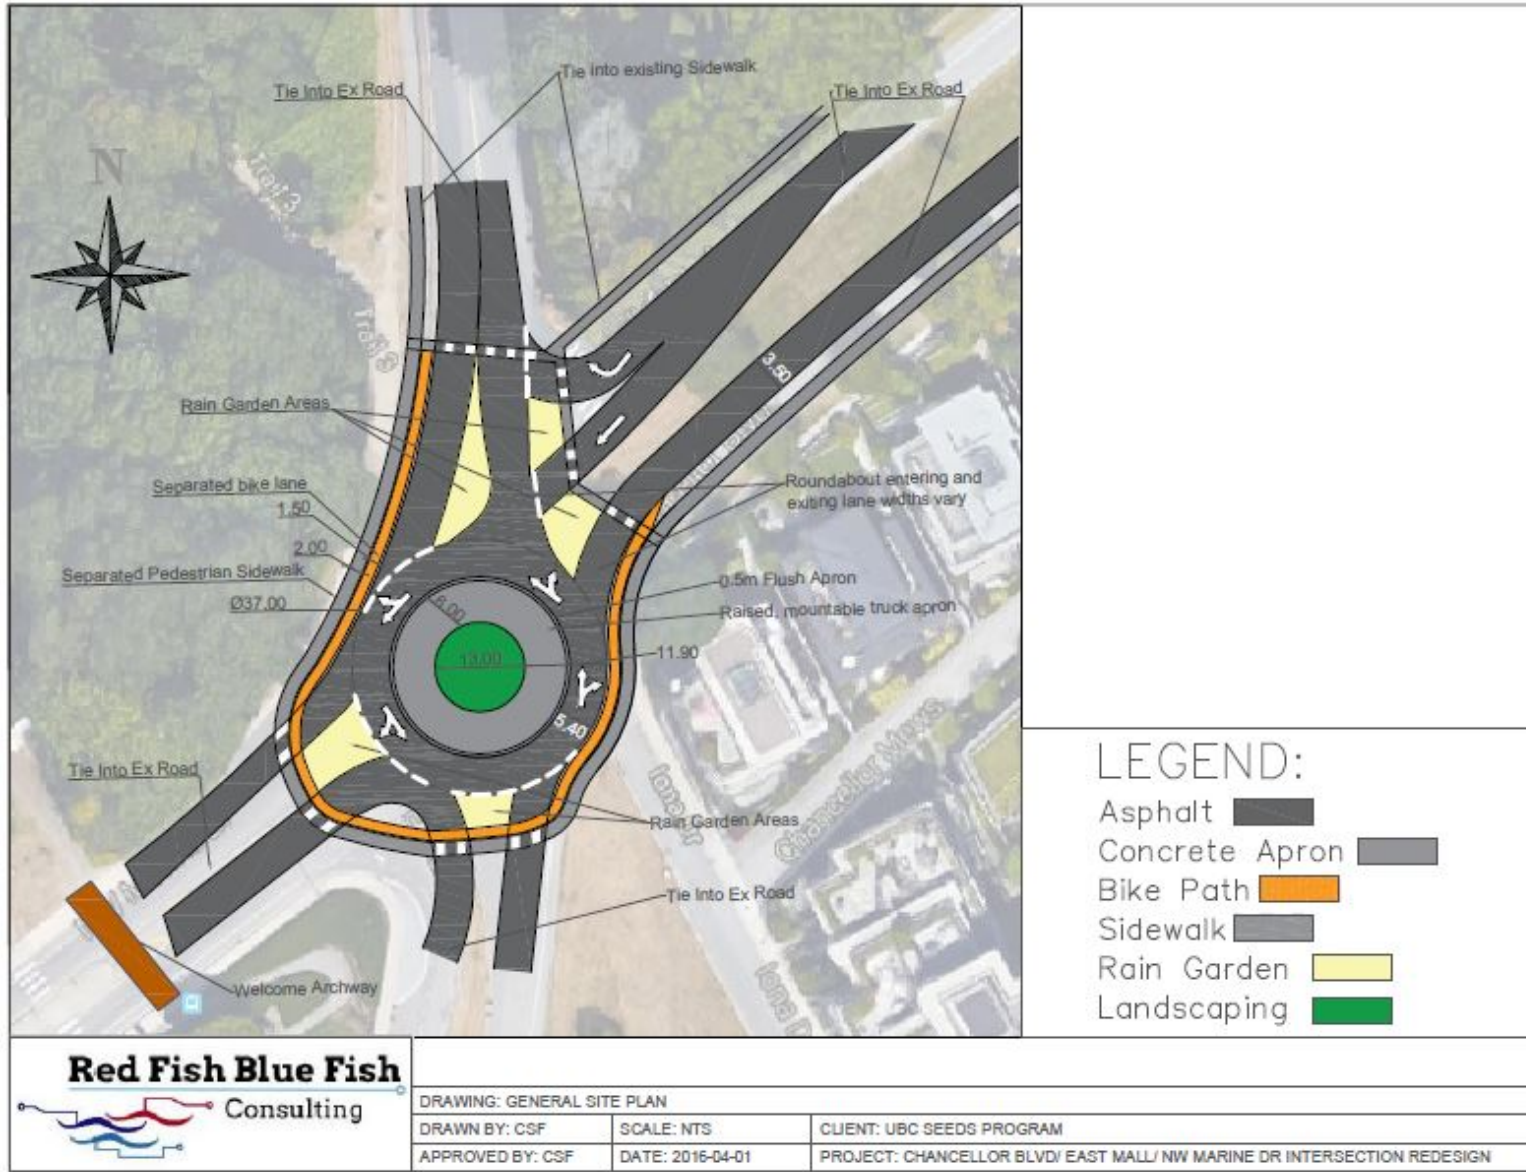 Tie into existing Sidewalk
Tie Into Ex Road
Tie Into Ex Road
N
Trail 3
Trail 3
3.50
Rain Garden Areas
Roundabout entering and
exiting lane widths vary
Separated bike lane
1.50
2.00
Separated Pedestrian Sidewalk
Ø37.00
0.5m Flush Apron
Raised, mountable truck apron
6.00
13.00
11.90
5.40
Tie Into Ex Road
Rain Garden Areas
Iona Dr
Chancellor Mews
Tie Into Ex Road
Iona D
Welcome Archway
LEGEND:
Asphalt
Concrete Apron
Bike Path
Sidewalk
Rain Garden
Landscaping
Red Fish Blue Fish
Consulting
DRAWING: GENERAL SITE PLAN
DRAWN BY: CSF
SCALE: NTS
CLIENT: UBC SEEDS PROGRAM
APPROVED BY: CSF
DATE: 2016-04-01
PROJECT: CHANCELLOR BLVD/ EAST MALL/ NW MARINE DR INTERSECTION REDESIGN